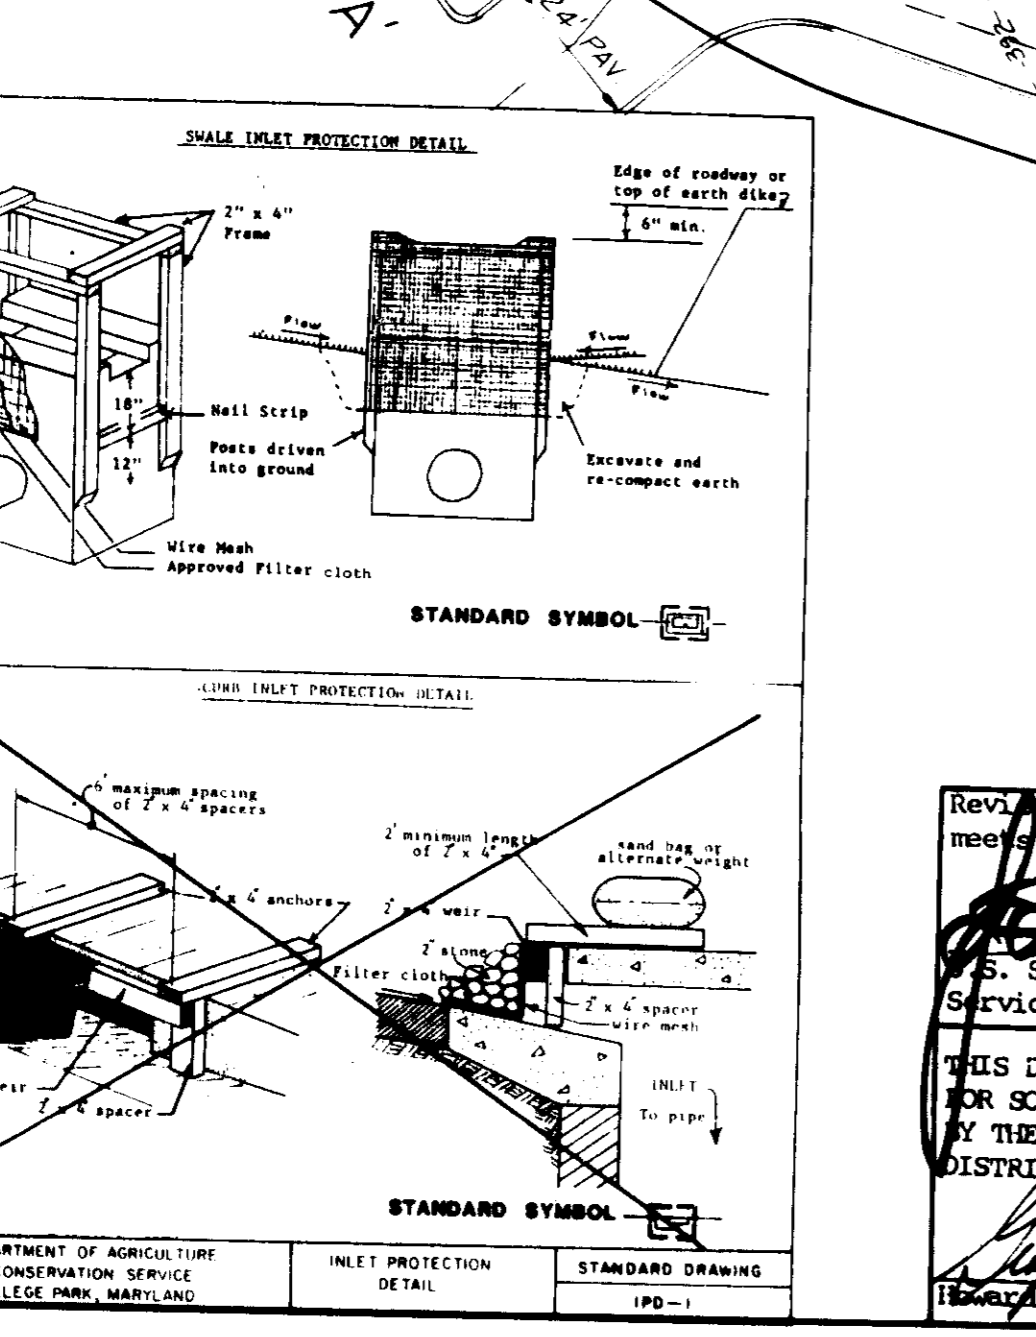 A-
24' PAV
392
SWALE INLET PROTECTION DETAIL
2" x 4"
Frame
Edge of roadway or
top of earth dike
6" min.
Flow
Flow
Flow
18"
Nail Strip
12"
Posts driven
into ground
Excavate and
re-compact earth
Wire Mesh
Approved Filter cloth
STANDARD SYMBOL
CURB INLET PROTECTION DETAIL
6' maximum spacing
of 2" x 4" spacers
2' minimum length
of 2" x 4"
sand bag or
alternate weight
x 4" anchors
2" x 4" weir
2" stone
Filter cloth
2" x 4" spacer
wire mesh
eir
2" x 4" spacer
INLET
To pipe
STANDARD SYMBOL
RTMENT OF AGRICULTURE
ONSERVATION SERVICE
LEGE PARK, MARYLAND
INLET PROTECTION
DETAIL
STANDARD DRAWING
IPD-1
Revi
meets
U.S. S
Servic
THIS D
FOR SO
BY THE
DISTRI
Howard